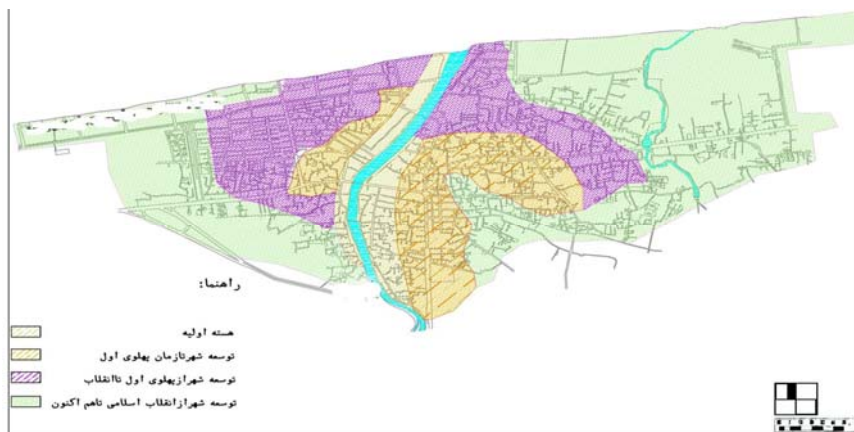 راهنما:
هسته اولیه
توسعه شهرتازمان پهلوی اول
توسعه شهرازپهلوی اول تاانقلاب
توسعه شهرازانقلاب اسلامی تاهم اکنون